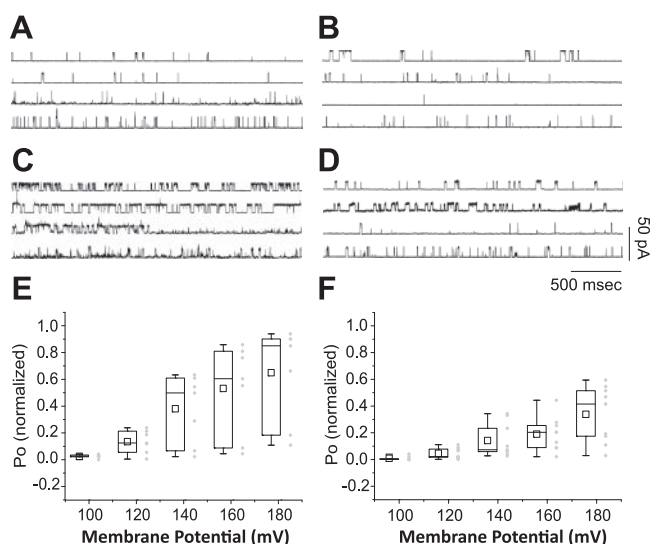 A
B
C
D
50 pA
500 msec
E
F
Po (normalized)
1.0
0.8
0.6
0.4
0.2
0.0
-0.2
100 120 140 160 180
Membrane Potential (mV)
Po (normalized)
1.0
0.8
0.6
0.4
0.2
0.0
-0.2
100 120 140 160 180
Membrane Potential (mV)